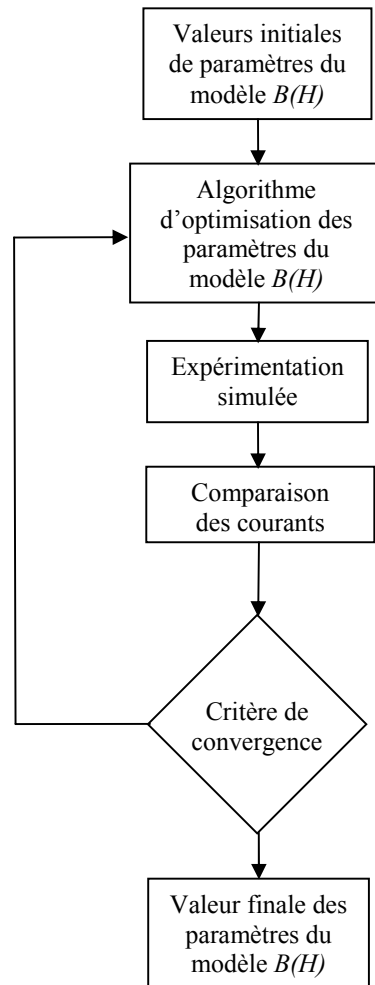 Valeurs initiales
de paramètres du
modèle B(H)
Algorithme
d'optimisation des
paramètres du
modèle B(H)
Expérimentation
simulée
Comparaison
des courants
Critère de
convergence
Valeur finale des
paramètres du
modèle B(H)